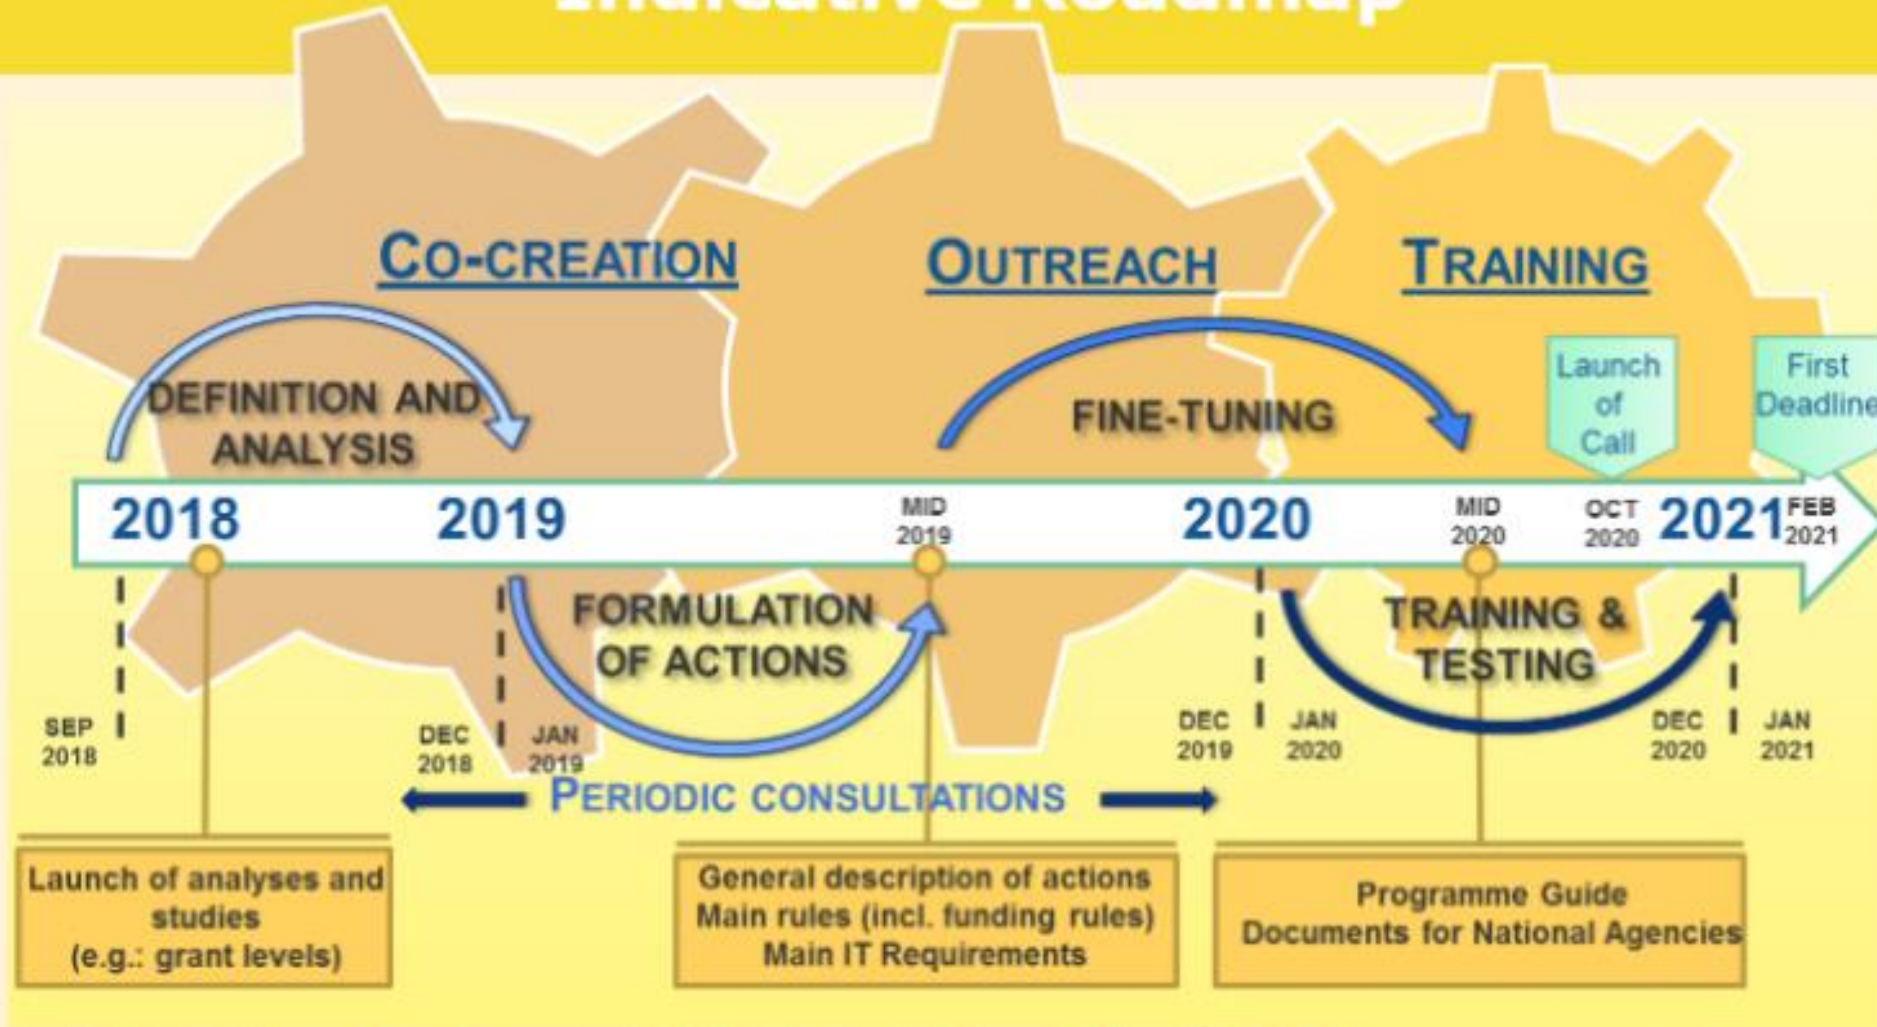 Indicative Roadmap
CO-CREATION
OUTREACH
TRAINING
DEFINITION AND
ANALYSIS
FINE-TUNING
Launch
of
Call
First
Deadline
2018
2019
MID
2019
2020
MID
2020
OCT
2020
2021
FEB
2021
FORMULATION
OF ACTIONS
TRAINING &
TESTING
SEP
2018
DEC
2018
JAN
2019
DEC
2019
JAN
2020
DEC
2020
JAN
2021
PERIODIC CONSULTATIONS
Launch of analyses and
studies
(e.g.: grant levels)
General description of actions
Main rules (incl. funding rules)
Main IT Requirements
Programme Guide
Documents for National Agencies